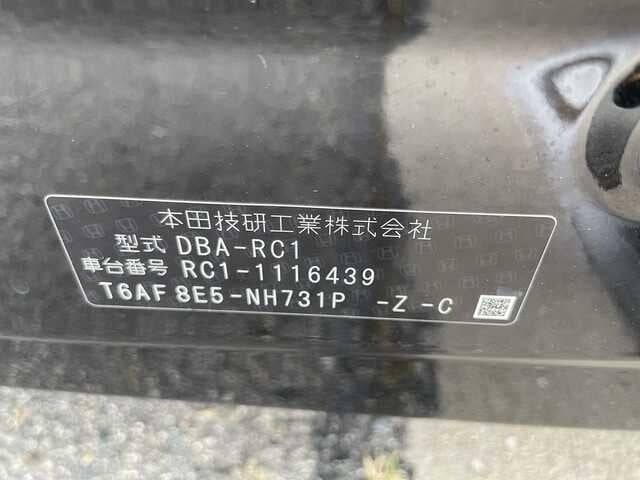 本田技研工業株式会社
型式 DBA-RC1
車台番号 RC1-1116439
T6AF 8E5-NH731P -Z -C